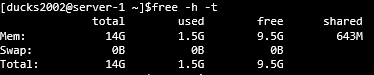 [ducks2002@server-1 ~]$free -h -t
total used free shared
Mem: 14G 1.5G 9.5G 643M
Swap: 0B 0B 0B
Total: 14G 1.5G 9.5G